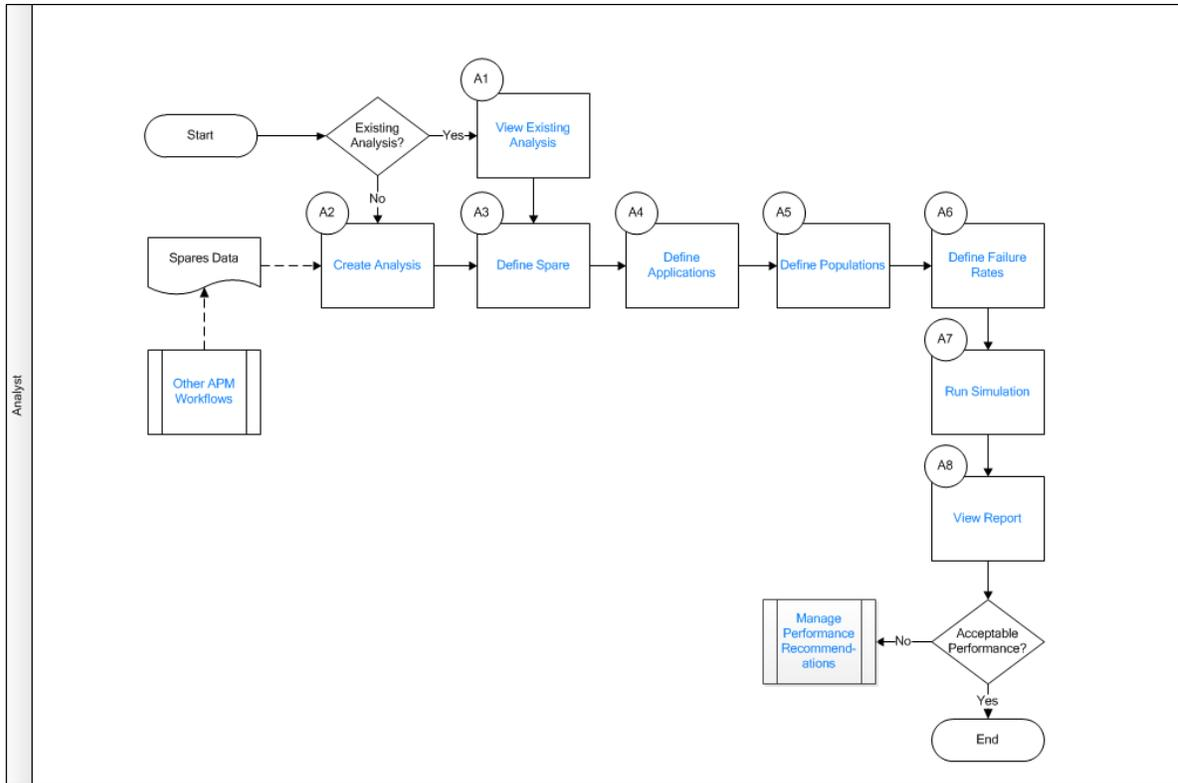 A1
Start
Existing
Analysis?
Yes
View Existing
Analysis
No
A2
A3
A4
A5
A6
Spares Data
Create Analysis
Define Spare
Define
Applications
Define Populations
Define Failure
Rates
A7
Other APM
Workflows
Run Simulation
Analyst
A8
View Report
Manage
Performance
Recommend-
ations
No
Acceptable
Performance?
Yes
End